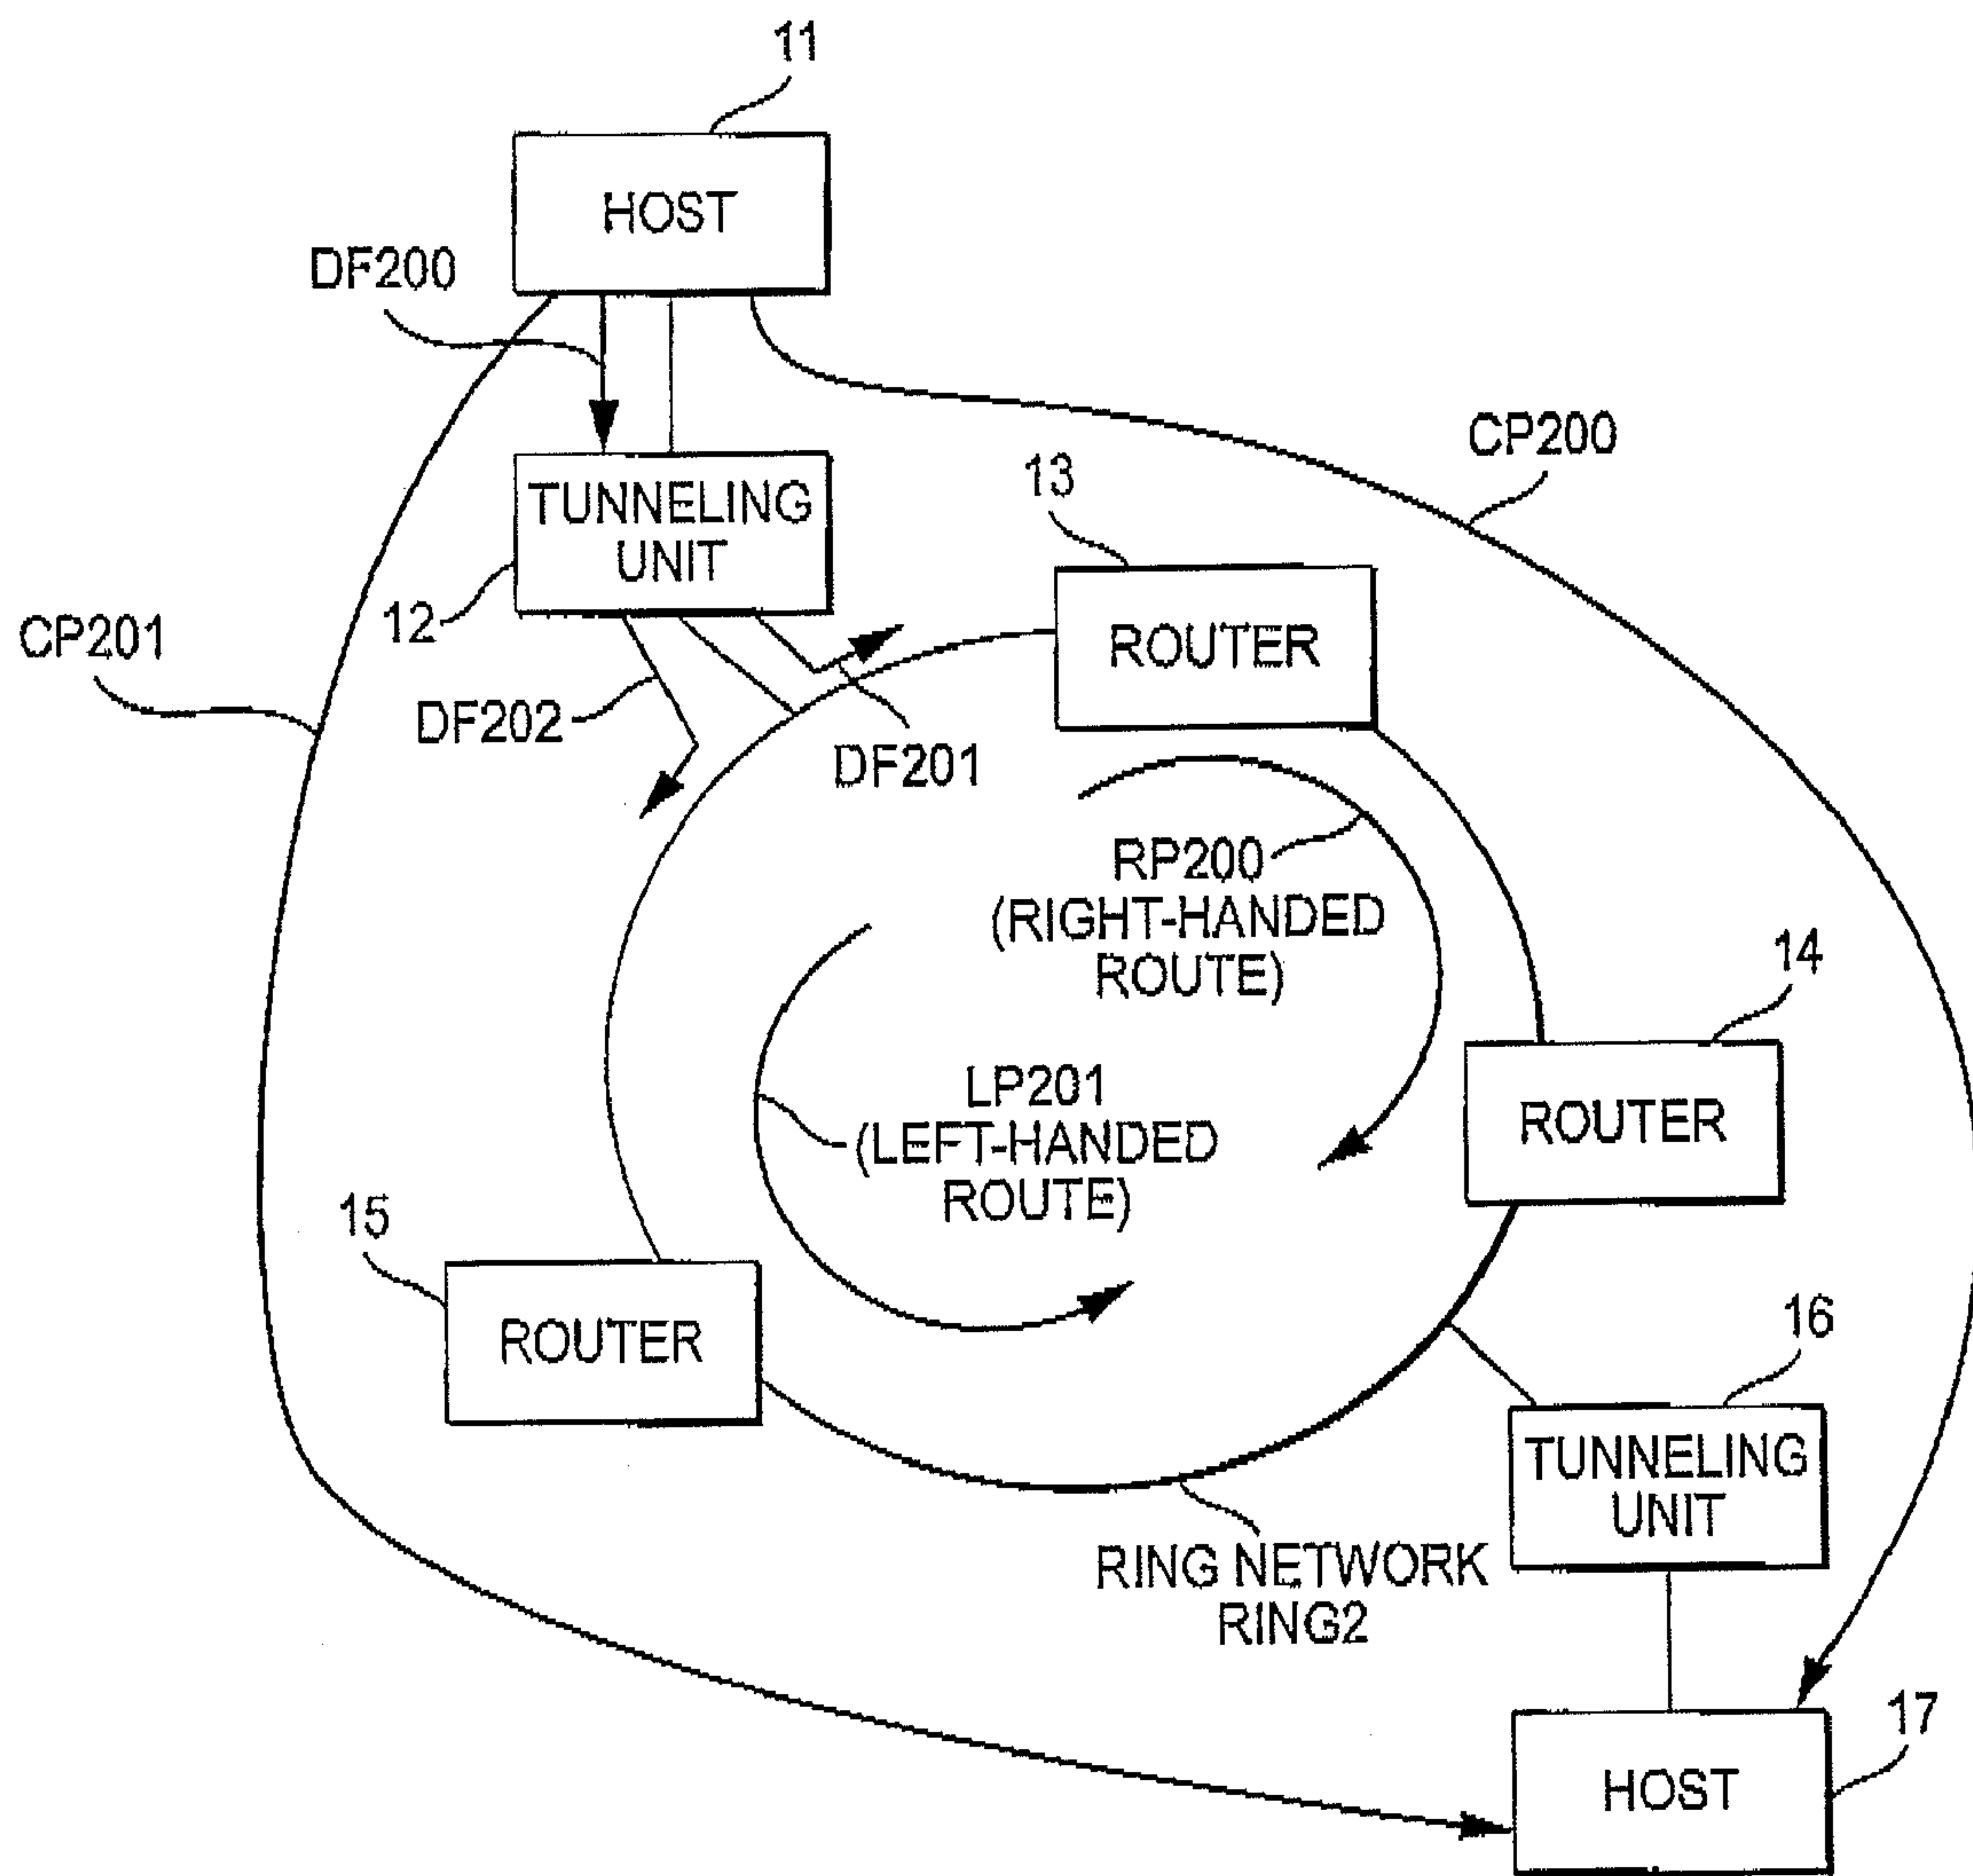 11
HOST
DF200
CP200
TUNNELING
UNIT
12
13
ROUTER
CP201
DF202
DF201
RP200
(RIGHT-HANDED
ROUTE)
14
ROUTER
LP201
(LEFT-HANDED
ROUTE)
15
ROUTER
16
TUNNELING
UNIT
RING NETWORK
RING2
17
HOST